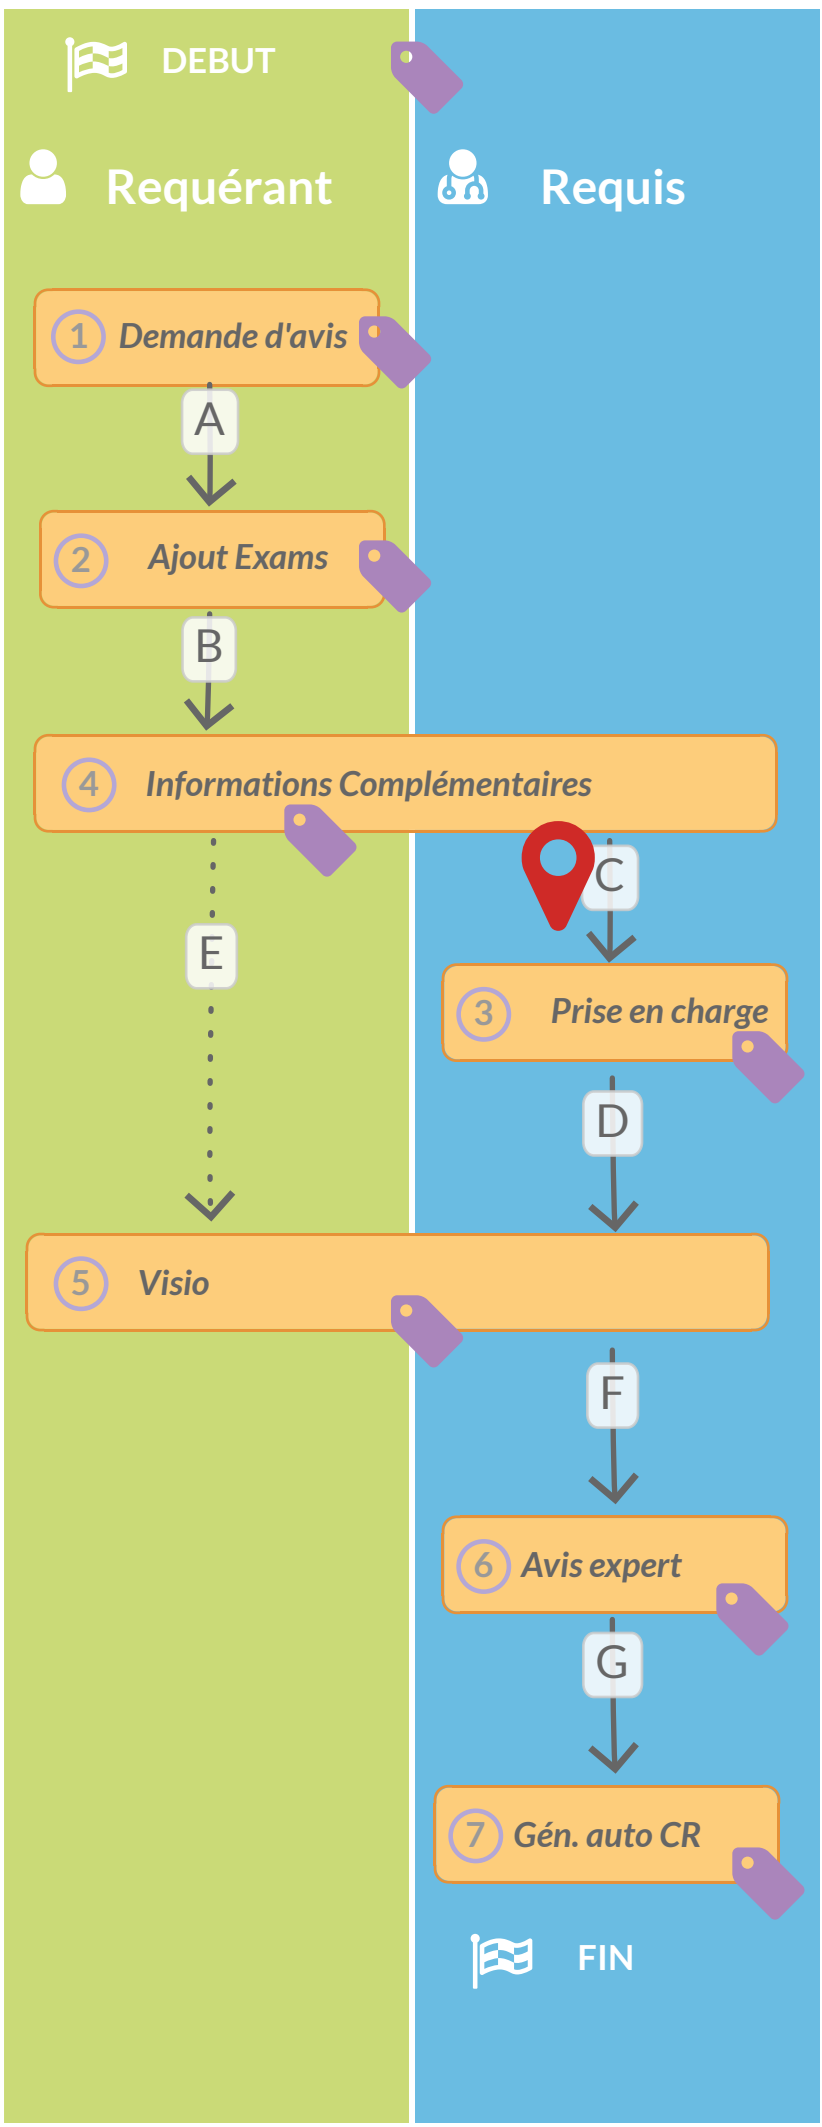 DEBUT
Requérant
Requis
1 Demande d'avis
A
2 Ajout Exams
B
4 Informations Complémentaires
C
E
3 Prise en charge
D
5 Visio
F
6 Avis expert
G
7 Gén. auto CR
FIN